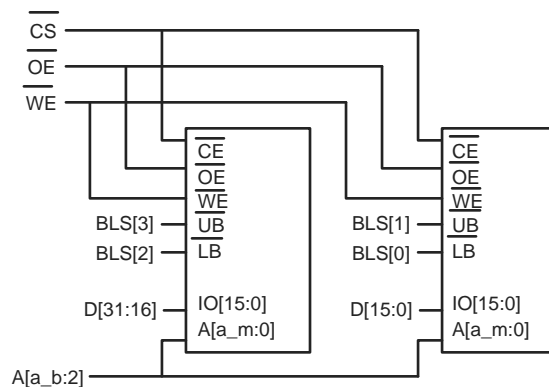 CS
OE
WE
CE
OE
WE
BLS[3] UB
BLS[2] LB
D[31:16] IO[15:0]
A[a_m:0]
CE
OE
WE
BLS[1] UB
BLS[0] LB
D[15:0] IO[15:0]
A[a_m:0]
A[a_b:2]